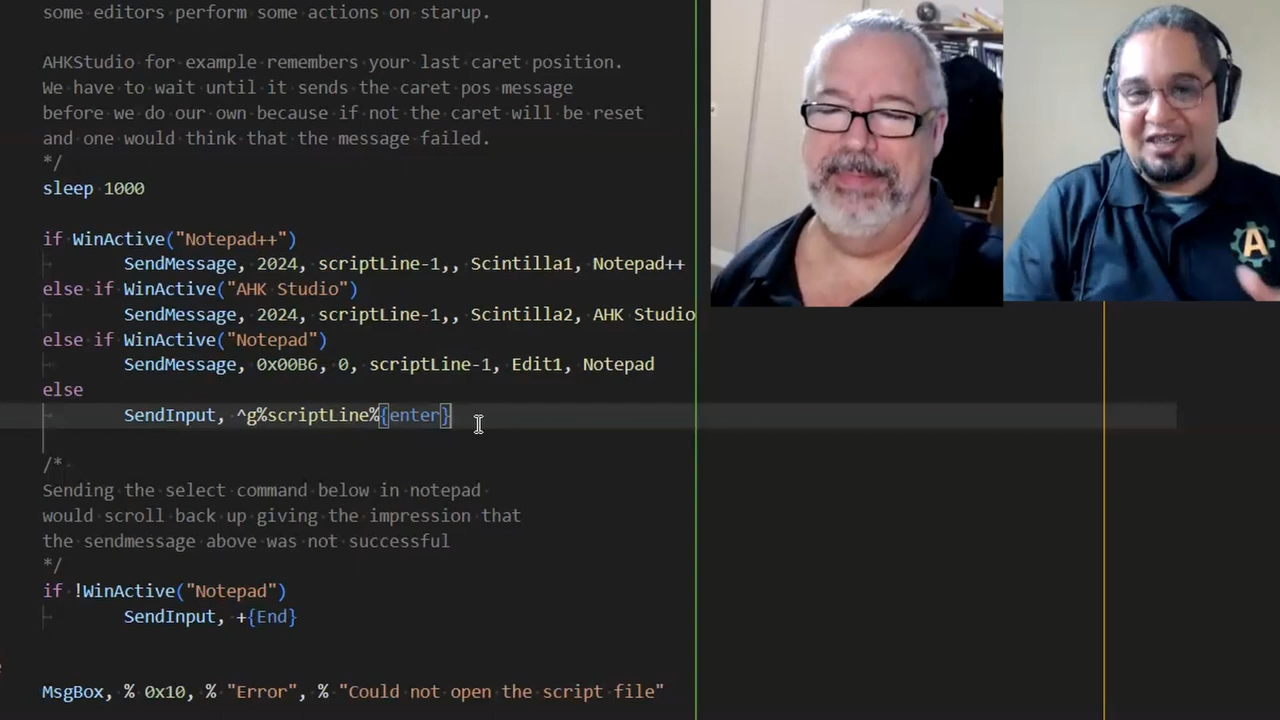 some editors perform some actions on starup.
AHKStudio for example remembers your last caret position.
We have to wait until it sends the caret pos message
before we do our own because if not the caret will be reset
and one would think that the message failed.
*/
sleep 1000
if WinActive("Notepad++")
SendMessage, 2024, scriptLine-1,, Scintilla1, Notepad++
else if WinActive("AHK Studio")
SendMessage, 2024, scriptLine-1,, Scintilla2, AHK Studio
else if WinActive("Notepad")
SendMessage, 0x00B6, 0, scriptLine-1, Edit1, Notepad
else
SendInput, ^g%scriptLine%{enter}
/*
Sending the select command below in notepad
would scroll back up giving the impression that
the sendmessage above was not successful
*/
if !WinActive("Notepad")
SendInput, +{End}
MsgBox, % 0x10, % "Error", % "Could not open the script file"
A